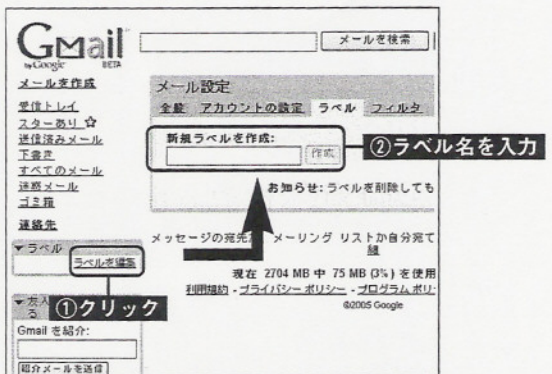 GMail
by Google BETA
メールを検索
メールを作成
受信トレイ
スターあり
送信済みメール
下書き
すべてのメール
迷惑メール
ゴミ箱
連絡先
▼ラベル
ラベルを編集
①クリック
▼友人
る
Gmail を紹介:
紹介メールを送信
メール設定
全般 アカウントの設定 ラベル フィルタ
新規ラベルを作成:
作成
②ラベル名を入力
お知らせ: ラベルを削除しても
メッセージの宛先 メーリング リストか自分宛て
現在 2704 MB 中 75 MB (3%) を使用
利用規約 - プライバシー ポリシー - プログラム ポリ
©2005 Google